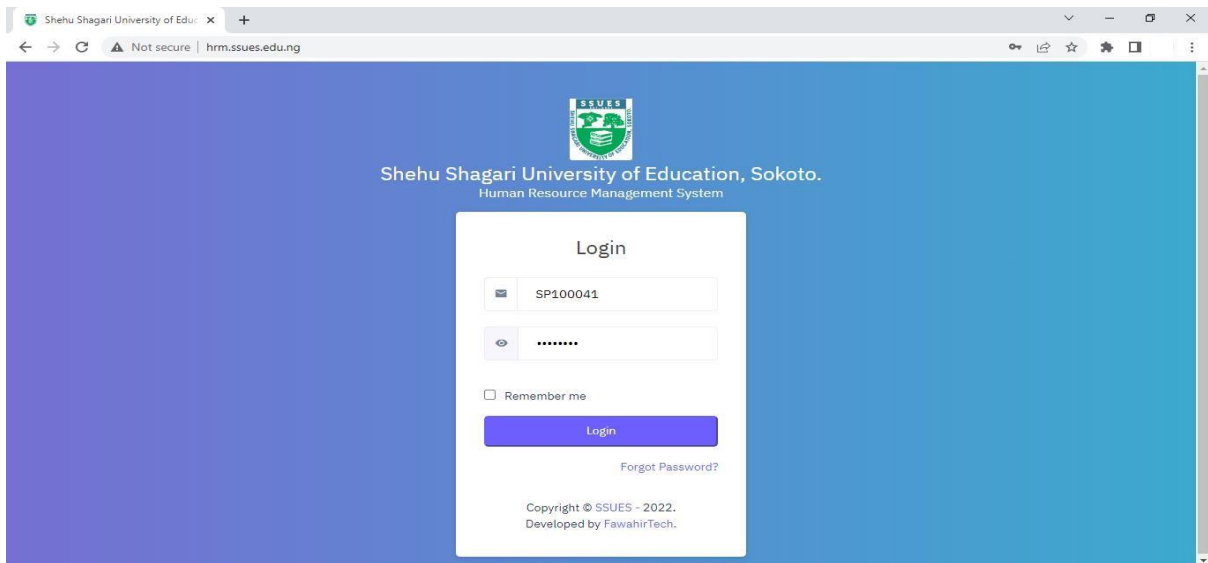 Shehu Shagari University of Educ
Not secure | hrm.ssues.edu.ng
SSUES
Shehu Shagari University of Education, Sokoto.
Human Resource Management System
Login
SP100041
••••••••
Remember me
Login
Forgot Password?
Copyright © SSUES - 2022.
Developed by FawahirTech.